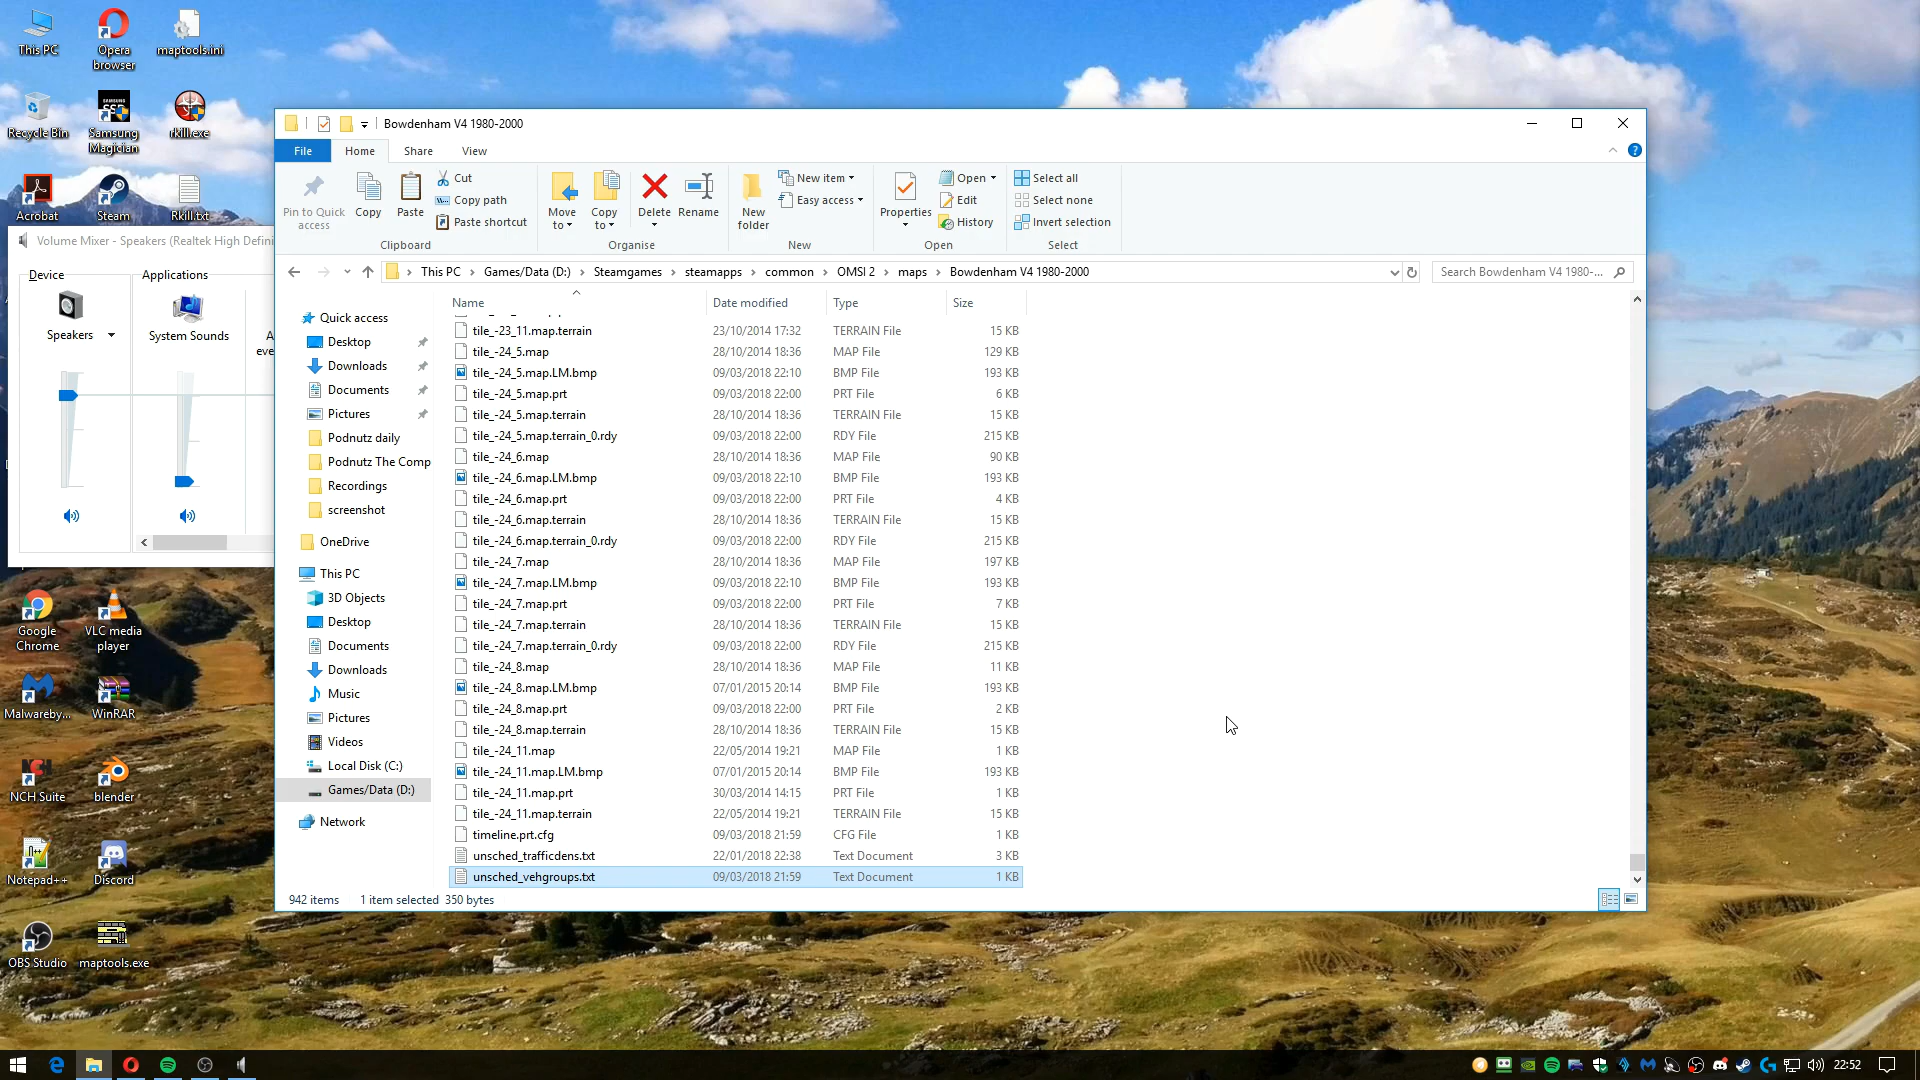 This PC
Opera
browser
maptools.ini
Recycle Bin
Samsung
Magician
rkill.exe
Acrobat
Steam
Rkill.txt
Volume Mixer - Speakers (Realtek High Defini
Device
Applications
Speakers
System Sounds
A
eve
Google
Chrome
VLC media
player
Malwareby...
WinRAR
NCH Suite
blender
Notepad++
Discord
OBS Studio
maptools.exe
Bowdenham V4 1980-2000
File
Home
Share
View
Pin to Quick
access
Copy
Paste
Cut
Copy path
Paste shortcut
Clipboard
Move
to
Copy
to
Delete
Rename
Organise
New
folder
New item
Easy access
New
Properties
Open
Edit
History
Open
Select all
Select none
Invert selection
Select
This PC > Games/Data (D:) > Steamgames > steamapps > common > OMSI 2 > maps > Bowdenham V4 1980-2000
Search Bowdenham V4 1980-...
Quick access
Desktop
Downloads
Documents
Pictures
Podnutz daily
Podnutz The Comp
Recordings
screenshot
OneDrive
This PC
3D Objects
Desktop
Documents
Downloads
Music
Pictures
Videos
Local Disk (C:)
Games/Data (D:)
Network
Name Date modified Type Size
tile_-23_11.map.terrain 23/10/2014 17:32 TERRAIN File 15 KB
tile_-24_5.map 28/10/2014 18:36 MAP File 129 KB
tile_-24_5.map.LM.bmp 09/03/2018 22:10 BMP File 193 KB
tile_-24_5.map.prt 09/03/2018 22:00 PRT File 6 KB
tile_-24_5.map.terrain 28/10/2014 18:36 TERRAIN File 15 KB
tile_-24_5.map.terrain_0.rdy 09/03/2018 22:00 RDY File 215 KB
tile_-24_6.map 28/10/2014 18:36 MAP File 90 KB
tile_-24_6.map.LM.bmp 09/03/2018 22:10 BMP File 193 KB
tile_-24_6.map.prt 09/03/2018 22:00 PRT File 4 KB
tile_-24_6.map.terrain 28/10/2014 18:36 TERRAIN File 15 KB
tile_-24_6.map.terrain_0.rdy 09/03/2018 22:00 RDY File 215 KB
tile_-24_7.map 28/10/2014 18:36 MAP File 197 KB
tile_-24_7.map.LM.bmp 09/03/2018 22:10 BMP File 193 KB
tile_-24_7.map.prt 09/03/2018 22:00 PRT File 7 KB
tile_-24_7.map.terrain 28/10/2014 18:36 TERRAIN File 15 KB
tile_-24_7.map.terrain_0.rdy 09/03/2018 22:00 RDY File 215 KB
tile_-24_8.map 28/10/2014 18:36 MAP File 11 KB
tile_-24_8.map.LM.bmp 07/01/2015 20:14 BMP File 193 KB
tile_-24_8.map.prt 09/03/2018 22:00 PRT File 2 KB
tile_-24_8.map.terrain 28/10/2014 18:36 TERRAIN File 15 KB
tile_-24_11.map 22/05/2014 19:21 MAP File 1 KB
tile_-24_11.map.LM.bmp 07/01/2015 20:14 BMP File 193 KB
tile_-24_11.map.prt 30/03/2014 14:15 PRT File 1 KB
tile_-24_11.map.terrain 22/05/2014 19:21 TERRAIN File 15 KB
timeline.prt.cfg 09/03/2018 21:59 CFG File 1 KB
unsched_trafficdens.txt 22/01/2018 22:38 Text Document 3 KB
unsched_vehgroups.txt 09/03/2018 21:59 Text Document 1 KB
942 items 1 item selected 350 bytes
22:52